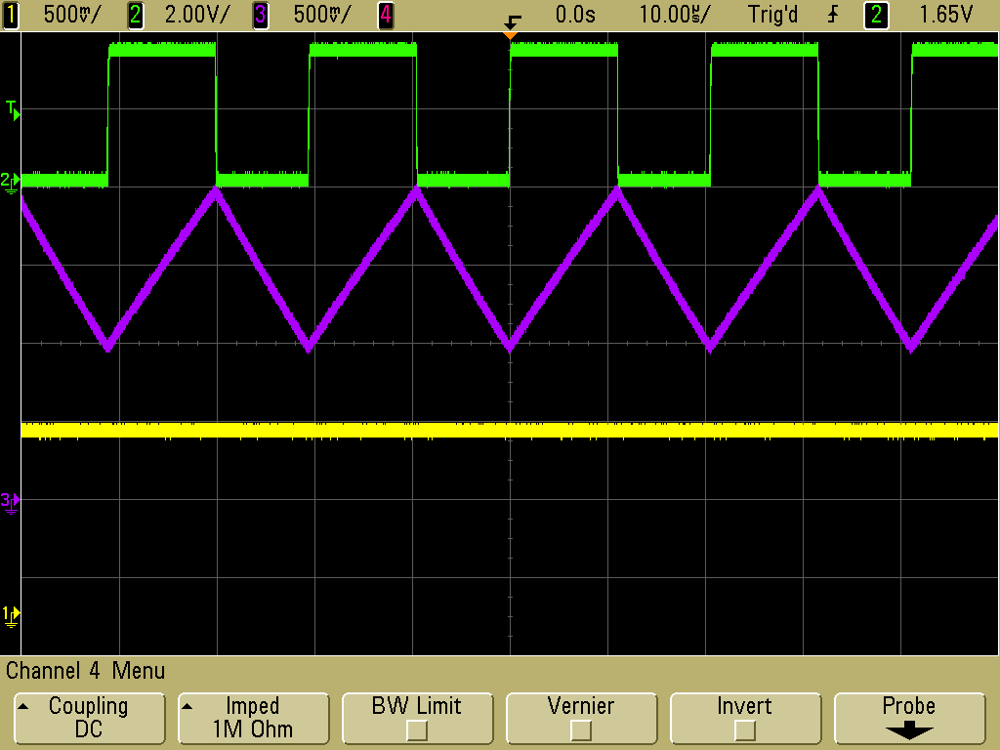 1 500mV/ 2 2.00V/ 3 500mV/ 4 0.0s 10.00µs/ Trig'd 2 1.65V
T
2
3
1
Channel 4 Menu
Coupling Imped BW Limit Vernier Invert Probe
DC 1M Ohm